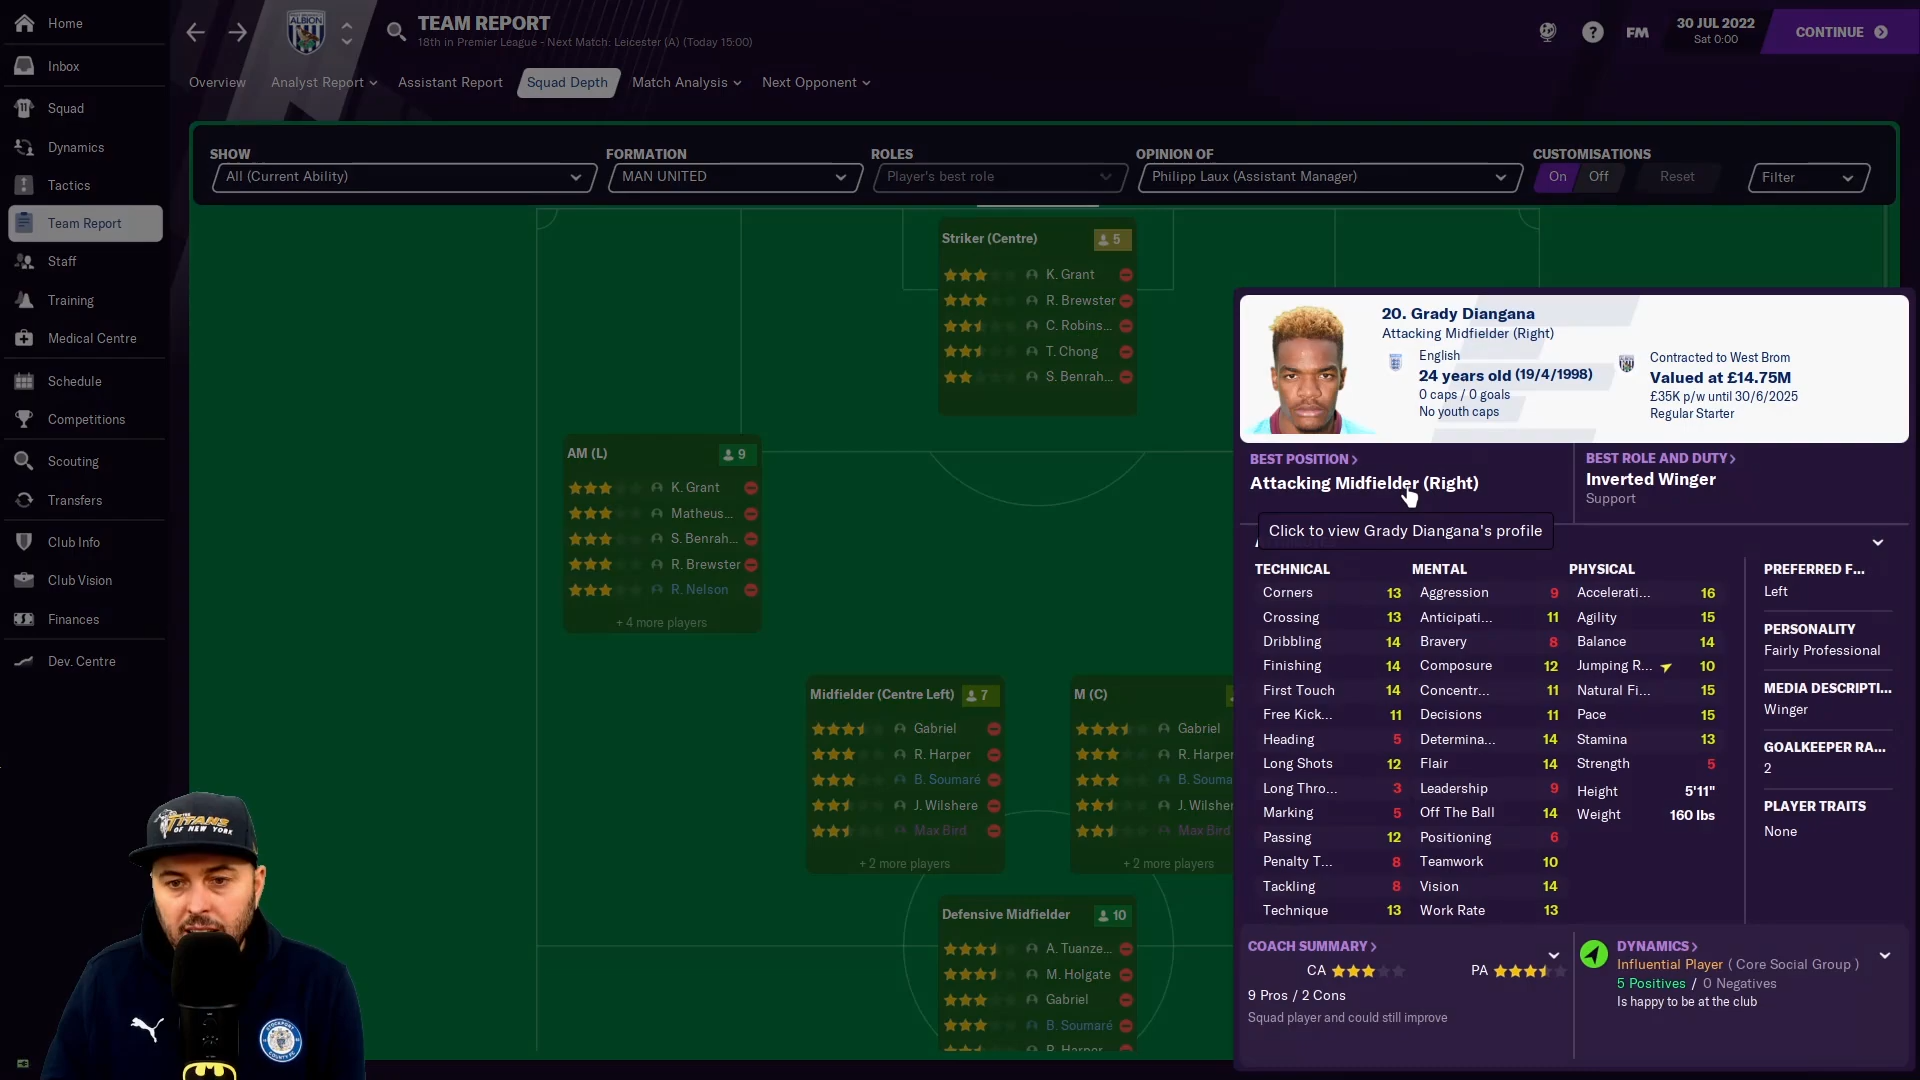 Home
Inbox
Squad
Dynamics
Tactics
Team Report
Staff
Training
Medical Centre
Schedule
Competitions
Scouting
Transfers
Club Info
Club Vision
Finances
Dev. Centre
ALBION
TEAM REPORT
18th in Premier League - Next Match: Leicester (A) (Today 15:00)
?
FM
30 JUL 2022
Sat 0:00
CONTINUE
Overview
Analyst Report
Assistant Report
Squad Depth
Match Analysis
Next Opponent
SHOW
All (Current Ability)
FORMATION
MAN UNITED
ROLES
Player's best role
OPINION OF
Philipp Laux (Assistant Manager)
CUSTOMISATIONS
On
Off
Reset
Filter
Striker (Centre)
5
K. Grant
R. Brewster
C. Robins...
T. Chong
S. Benrah...
AM (L)
9
K. Grant
Matheus...
S. Benrah...
R. Brewster
R. Nelson
+ 4 more players
Midfielder (Centre Left)
7
Gabriel
R. Harper
B. Soumaré
J. Wilshere
Max Bird
+ 2 more players
M (C)
Gabriel
R. Harper
B. Souma
J. Wilsher
Max Bird
+ 2 more players
Defensive Midfielder
10
A. Tuanze...
M. Holgate
Gabriel
B. Soumaré
R. Harper
20. Grady Diangana
Attacking Midfielder (Right)
English
24 years old (19/4/1998)
0 caps / 0 goals
No youth caps
Contracted to West Brom
Valued at £14.75M
£35K p/w until 30/6/2025
Regular Starter
BEST POSITION
Attacking Midfielder (Right)
BEST ROLE AND DUTY
Inverted Winger
Support
Click to view Grady Diangana's profile
TECHNICAL
Corners 13
Crossing 13
Dribbling 14
Finishing 14
First Touch 14
Free Kick... 11
Heading 5
Long Shots 12
Long Thro... 3
Marking 5
Passing 12
Penalty T... 8
Tackling 8
Technique 13
MENTAL
Aggression 9
Anticipati... 11
Bravery 8
Composure 12
Concentr... 11
Decisions 11
Determina... 14
Flair 14
Leadership 9
Off The Ball 14
Positioning 6
Teamwork 10
Vision 14
Work Rate 13
PHYSICAL
Accelerati... 16
Agility 15
Balance 14
Jumping R... 10
Natural Fi... 15
Pace 15
Stamina 13
Strength 5
Height 5'11"
Weight 160 lbs
PREFERRED F...
Left
PERSONALITY
Fairly Professional
MEDIA DESCRIPTI...
Winger
GOALKEEPER RA...
2
PLAYER TRAITS
None
COACH SUMMARY
CA
PA
9 Pros / 2 Cons
Squad player and could still improve
DYNAMICS
Influential Player ( Core Social Group )
5 Positives / 0 Negatives
Is happy to be at the club
TITANS
OF NEW YORK
STOCKPORT
COUNTY FC